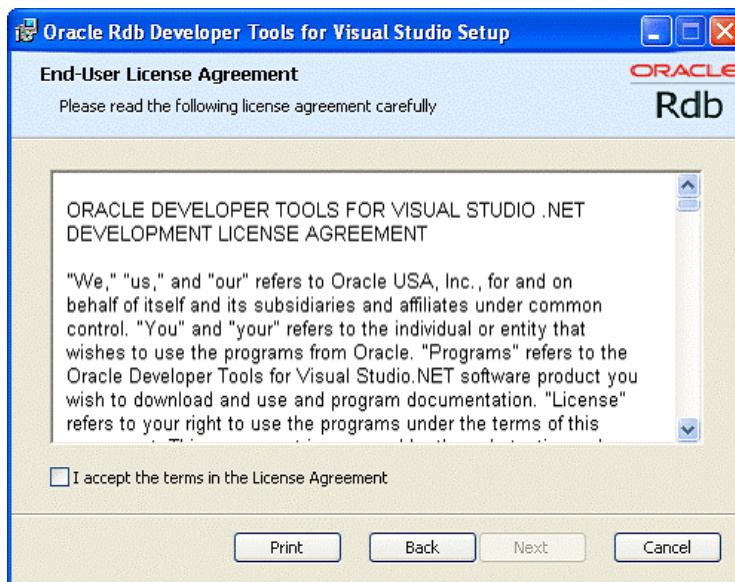 Oracle Rdb Developer Tools for Visual Studio Setup
End-User License Agreement
Please read the following license agreement carefully
ORACLE
Rdb
ORACLE DEVELOPER TOOLS FOR VISUAL STUDIO .NET
DEVELOPMENT LICENSE AGREEMENT
"We," "us," and "our" refers to Oracle USA, Inc., for and on
behalf of itself and its subsidiaries and affiliates under common
control. "You" and "your" refers to the individual or entity that
wishes to use the programs from Oracle. "Programs" refers to the
Oracle Developer Tools for Visual Studio.NET software product you
wish to download and use and program documentation. "License"
refers to your right to use the programs under the terms of this
I accept the terms in the License Agreement
Print
Back
Next
Cancel